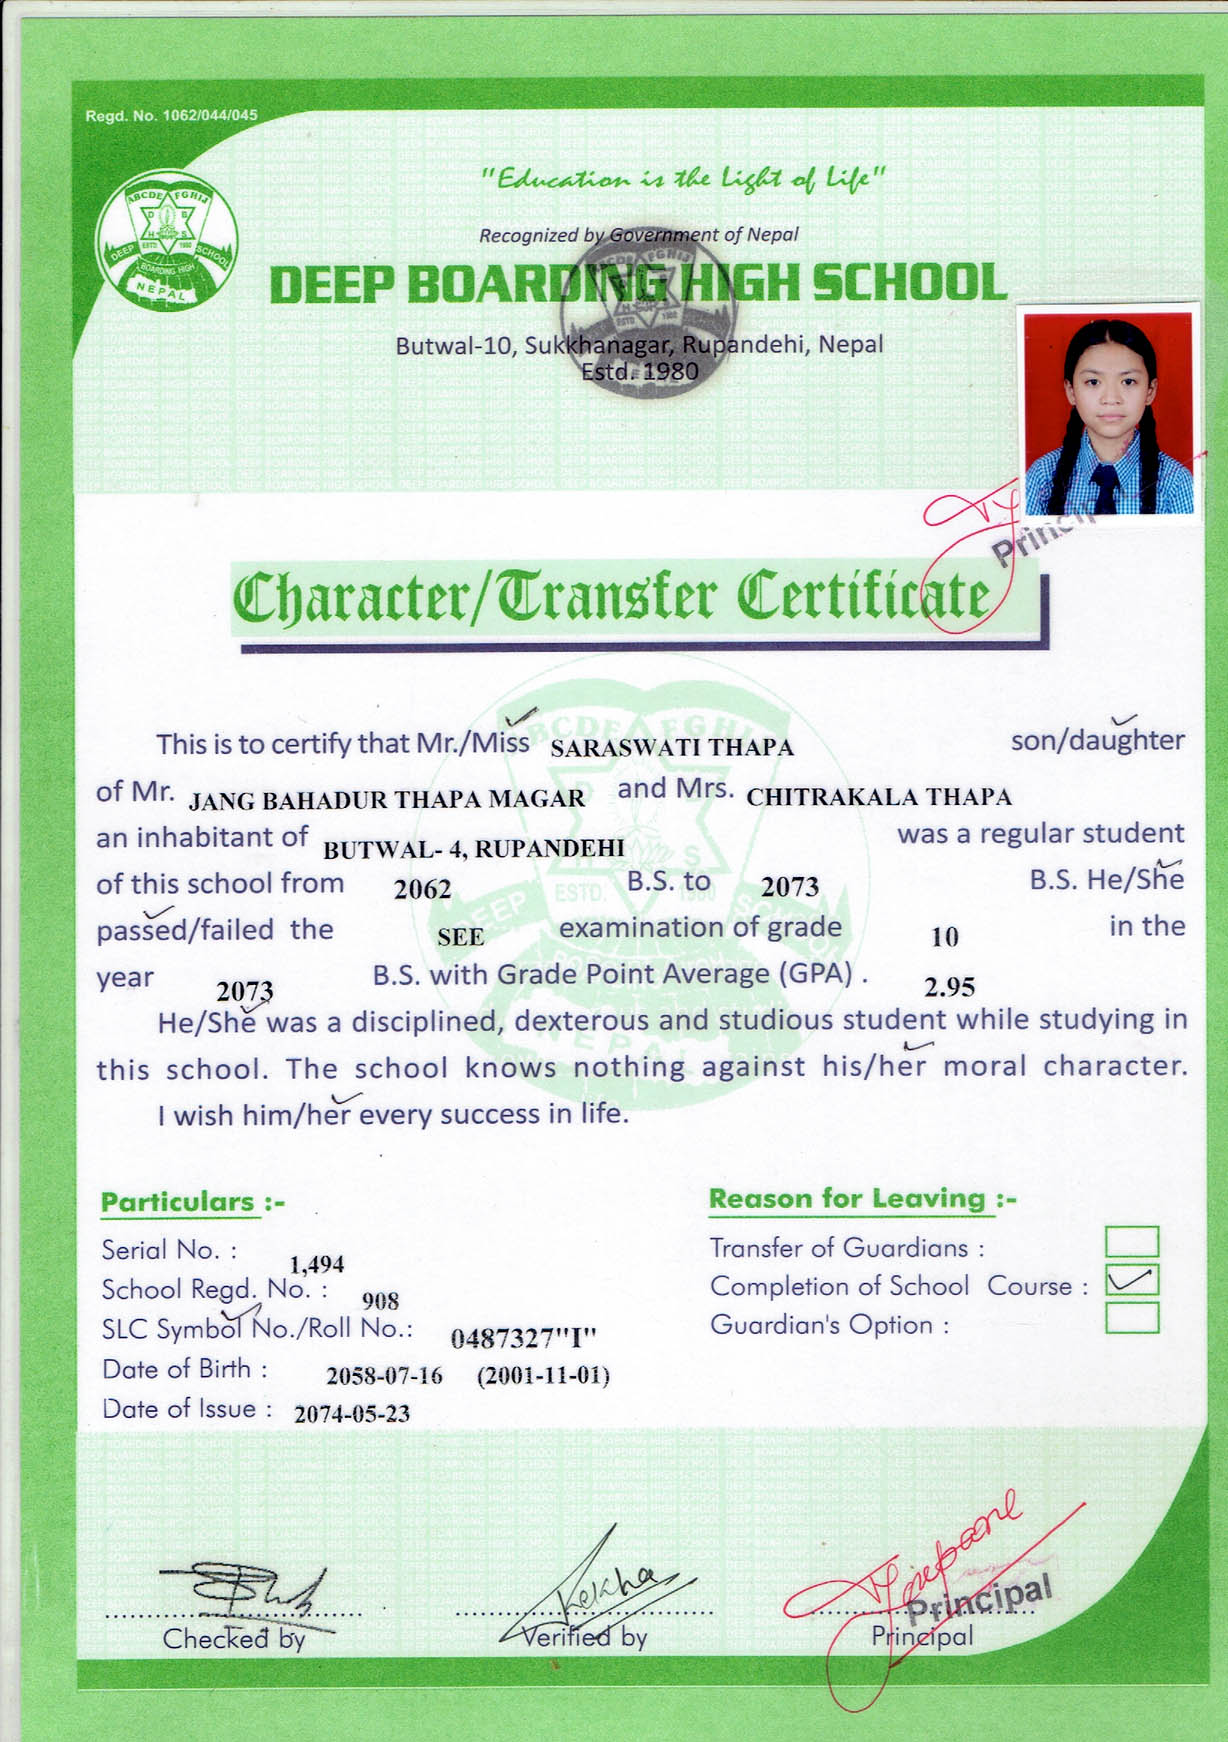 Regd. No. 1062/044/045
"Education is the Light of Life"
Recognized by Government of Nepal
ABCDE FGHIJ
D B
H S
ESTD. 1980
DEEP BOARDING HIGH SCHOOL
NEPAL
DEEP BOARDING HIGH SCHOOL
Butwal-10, Sukkhanagar, Rupandehi, Nepal
Estd. 1980
Principal
Character/Transfer Certificate
This is to certify that Mr./Miss SARASWATI THAPA son/daughter
of Mr. JANG BAHADUR THAPA MAGAR and Mrs. CHITRAKALA THAPA
an inhabitant of BUTWAL- 4, RUPANDEHI was a regular student
of this school from 2062 B.S. to 2073 B.S. He/She
passed/failed the SEE examination of grade 10 in the
year 2073 B.S. with Grade Point Average (GPA) . 2.95
He/She was a disciplined, dexterous and studious student while studying in
this school. The school knows nothing against his/her moral character.
I wish him/her every success in life.
Particulars :-
Serial No. : 1,494
School Regd. No. : 908
SLC Symbol No./Roll No.: 0487327"I"
Date of Birth : 2058-07-16 (2001-11-01)
Date of Issue : 2074-05-23
Reason for Leaving :-
Transfer of Guardians :
Completion of School Course :
Guardian's Option :
Checked by
Verified by
Principal
Principal